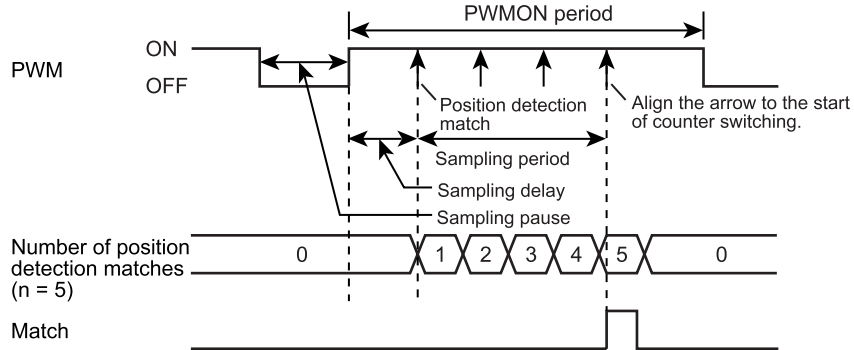 PWMON period
PWM
ON
OFF
Position detection
match
Align the arrow to the start
of counter switching.
Sampling period
Sampling delay
Sampling pause
Number of position
detection matches
(n = 5)
0
1
2
3
4
5
0
Match